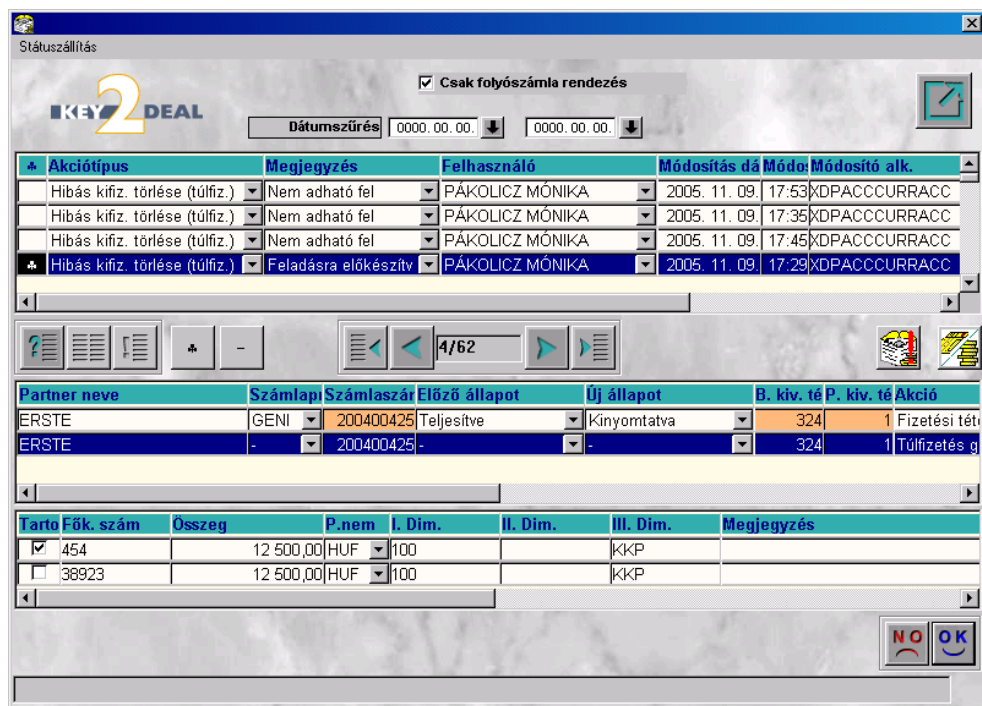 Státuszállítás
Csak folyószámla rendezés
KEY2DEAL
Dátumszűrés 0000. 00. 00. 0000. 00. 00.
Akciótípus Megjegyzés Felhasználó Módosítás dá Módos Módosító alk.
Hibás kifiz. törlése (túlfiz.) Nem adható fel PÁKOLICZ MÓNIKA 2005. 11. 09. 17:53 XDPACCCURRACC
Hibás kifiz. törlése (túlfiz.) Nem adható fel PÁKOLICZ MÓNIKA 2005. 11. 09. 17:35 XDPACCCURRACC
Hibás kifiz. törlése (túlfiz.) Nem adható fel PÁKOLICZ MÓNIKA 2005. 11. 09. 17:45 XDPACCCURRACC
Hibás kifiz. törlése (túlfiz.) Feladásra előkészítv PÁKOLICZ MÓNIKA 2005. 11. 09. 17:29 XDPACCCURRACC
4/62
Partner neve Számlapı Számlaszár Előző állapot Új állapot B. kiv. té P. kiv. té Akció
ERSTE GENI 200400425 Teljesítve Kinyomtatva 324 1 Fizetési téte
ERSTE - 200400425 - - 324 1 Túlfizetés g
Tarto Fők. szám Összeg P.nem I. Dim. II. Dim. III. Dim. Megjegyzés
454 12 500,00 HUF 100 KKP
38923 12 500,00 HUF 100 KKP
NO OK